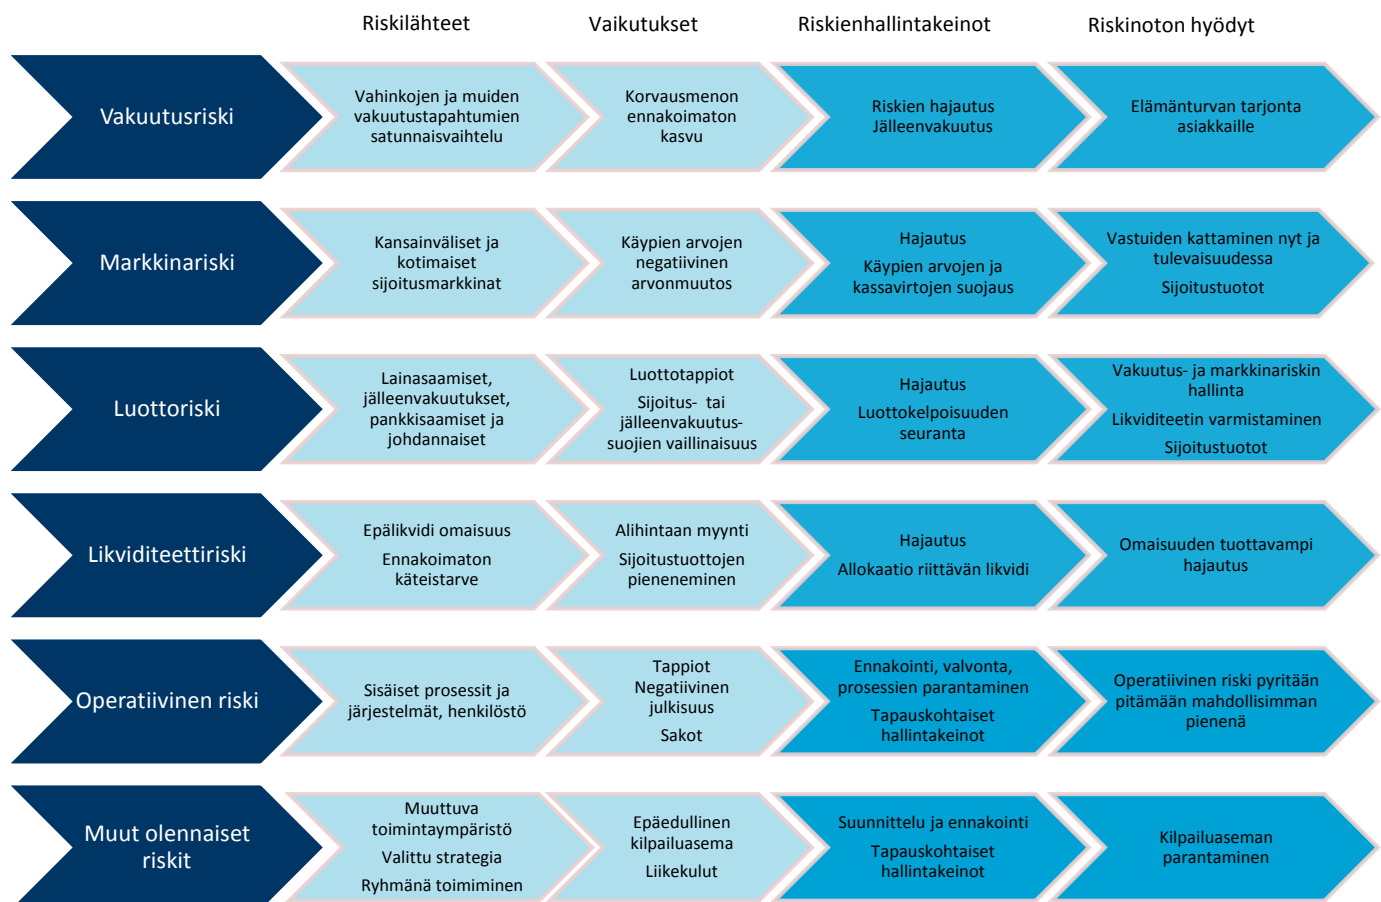 Riskilähteet
Vaikutukset
Riskienhallintakeinot
Riskinoton hyödyt
Vakuutusriski
Vahinkojen ja muiden
vakuutustapahtumien
satunnaisvaihtelu
Korvausmenon
ennakoimaton
kasvu
Riskien hajautus
Jälleenvakuutus
Elämänturvan tarjonta
asiakkaille
Markkinariski
Kansainväliset ja
kotimaiset
sijoitusmarkkinat
Käypien arvojen
negatiivinen
arvonmuutos
Hajautus
Käypien arvojen ja
kassavirtojen suojaus
Vastuiden kattaminen nyt ja
tulevaisuudessa
Sijoitustuotot
Luottoriski
Lainasaamiset,
jälleenvakuutukset,
pankkisaamiset ja
johdannaiset
Luottotappiot
Sijoitus- tai
jälleenvakuutus-
suojien vaillinaisuus
Hajautus
Luottokelpoisuuden
seuranta
Vakuutus- ja markkinariskin
hallinta
Likviditeetin varmistaminen
Sijoitustuotot
Likviditeettiriski
Epälikvidi omaisuus
Ennakoimaton
käteistarve
Alihintaan myynti
Sijoitustuottojen
pieneneminen
Hajautus
Allokaatio riittävän likvidi
Omaisuuden tuottavampi
hajautus
Operatiivinen riski
Sisäiset prosessit ja
järjestelmät, henkilöstö
Tappiot
Negatiivinen
julkisuus
Sakot
Ennakointi, valvonta,
prosessien parantaminen
Tapauskohtaiset
hallintakeinot
Operatiivinen riski pyritään
pitämään mahdollisimman
pienenä
Muut olennaiset
riskit
Muuttuva
toimintaympäristö
Valittu strategia
Ryhmänä toimiminen
Epäedullinen
kilpailuasema
Liikekulut
Suunnittelu ja ennakointi
Tapauskohtaiset
hallintakeinot
Kilpailuaseman
parantaminen